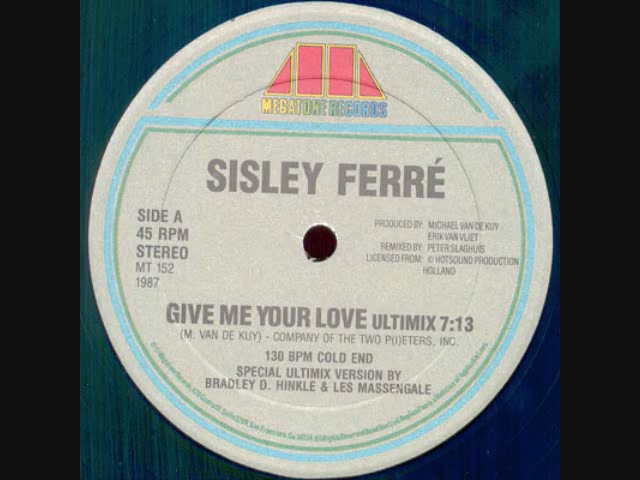 MEGATONE RECORDS
SISLEY FERRÉ
SIDE A
45 RPM
STEREO
MT 152
1987
PRODUCED BY: MICHAEL VAN DE KUY
ERIK VAN VLIET
REMIXED BY: PETER SLAGHUIS
LICENSED FROM: © HOTSOUND PRODUCTION
HOLLAND
GIVE ME YOUR LOVE ULTIMIX 7:13
(M. VAN DE KUY) - COMPANY OF THE TWO P(I)ETERS, INC.
130 BPM COLD END
SPECIAL ULTIMIX VERSION BY
BRADLEY D. HINKLE & LES MASSENGALE